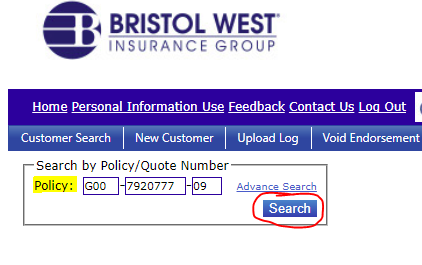 BRISTOL WEST®
INSURANCE GROUP
Home Personal Information Use Feedback Contact Us Log Out
Customer Search New Customer Upload Log Void Endorsement
Search by Policy/Quote Number
Policy: G00 -7920777 -09 Advance Search
Search